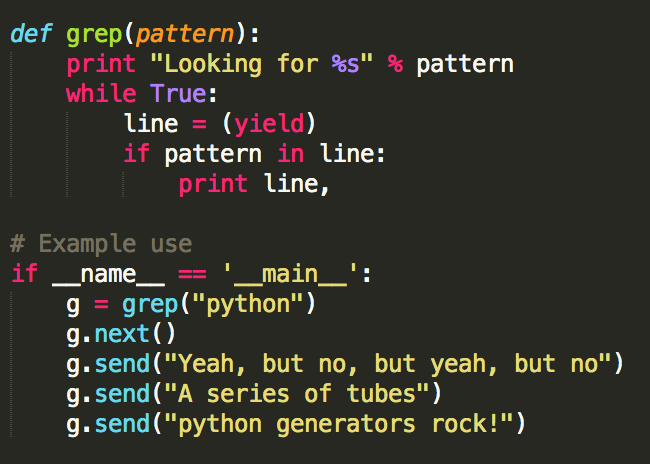 def grep(pattern):
    print "Looking for %s" % pattern
    while True:
        line = (yield)
        if pattern in line:
            print line,

# Example use
if __name__ == '__main__':
    g = grep("python")
    g.next()
    g.send("Yeah, but no, but yeah, but no")
    g.send("A series of tubes")
    g.send("python generators rock!")